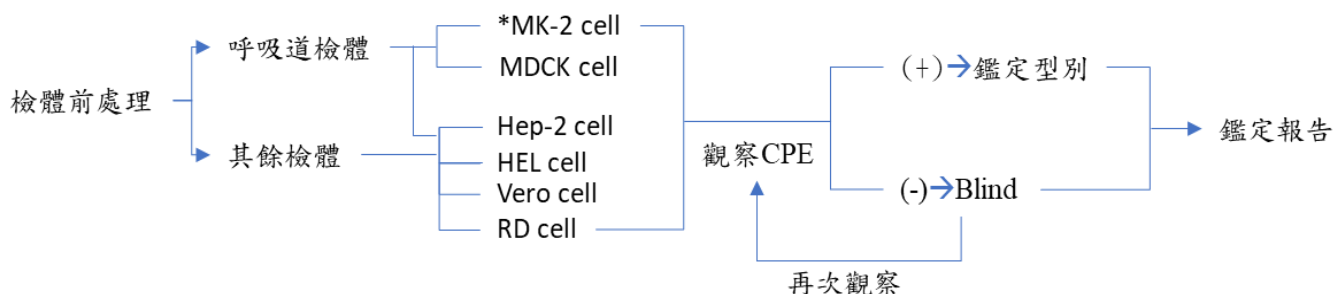 檢體前處理
呼吸道檢體
其餘檢體
*MK-2 cell
MDCK cell
Hep-2 cell
HEL cell
Vero cell
RD cell
觀察CPE
(+)→鑑定型別
(-)→Blind
再次觀察
鑑定報告